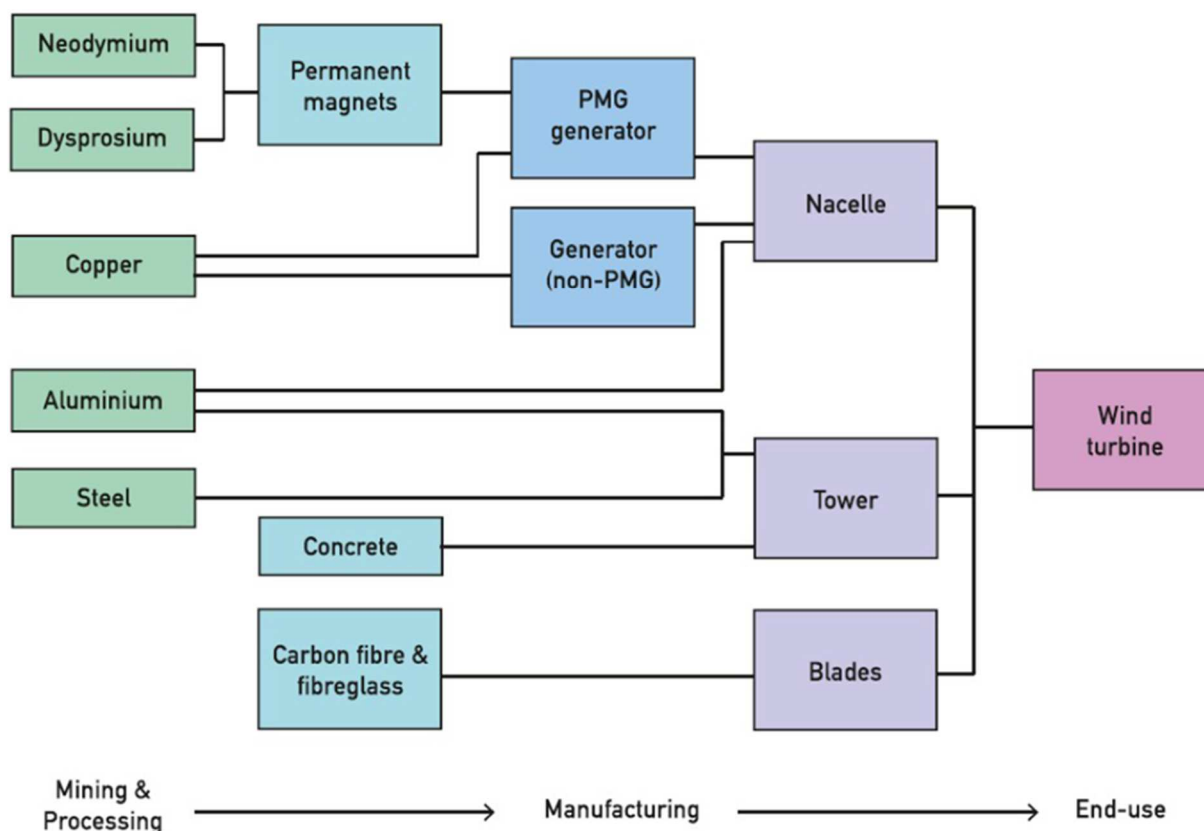 Neodymium
Dysprosium
Permanent
magnets
PMG
generator
Copper
Generator
(non-PMG)
Nacelle
Aluminium
Steel
Concrete
Carbon fibre &
fibreglass
Tower
Blades
Wind
turbine
Mining &
Processing
Manufacturing
End-use